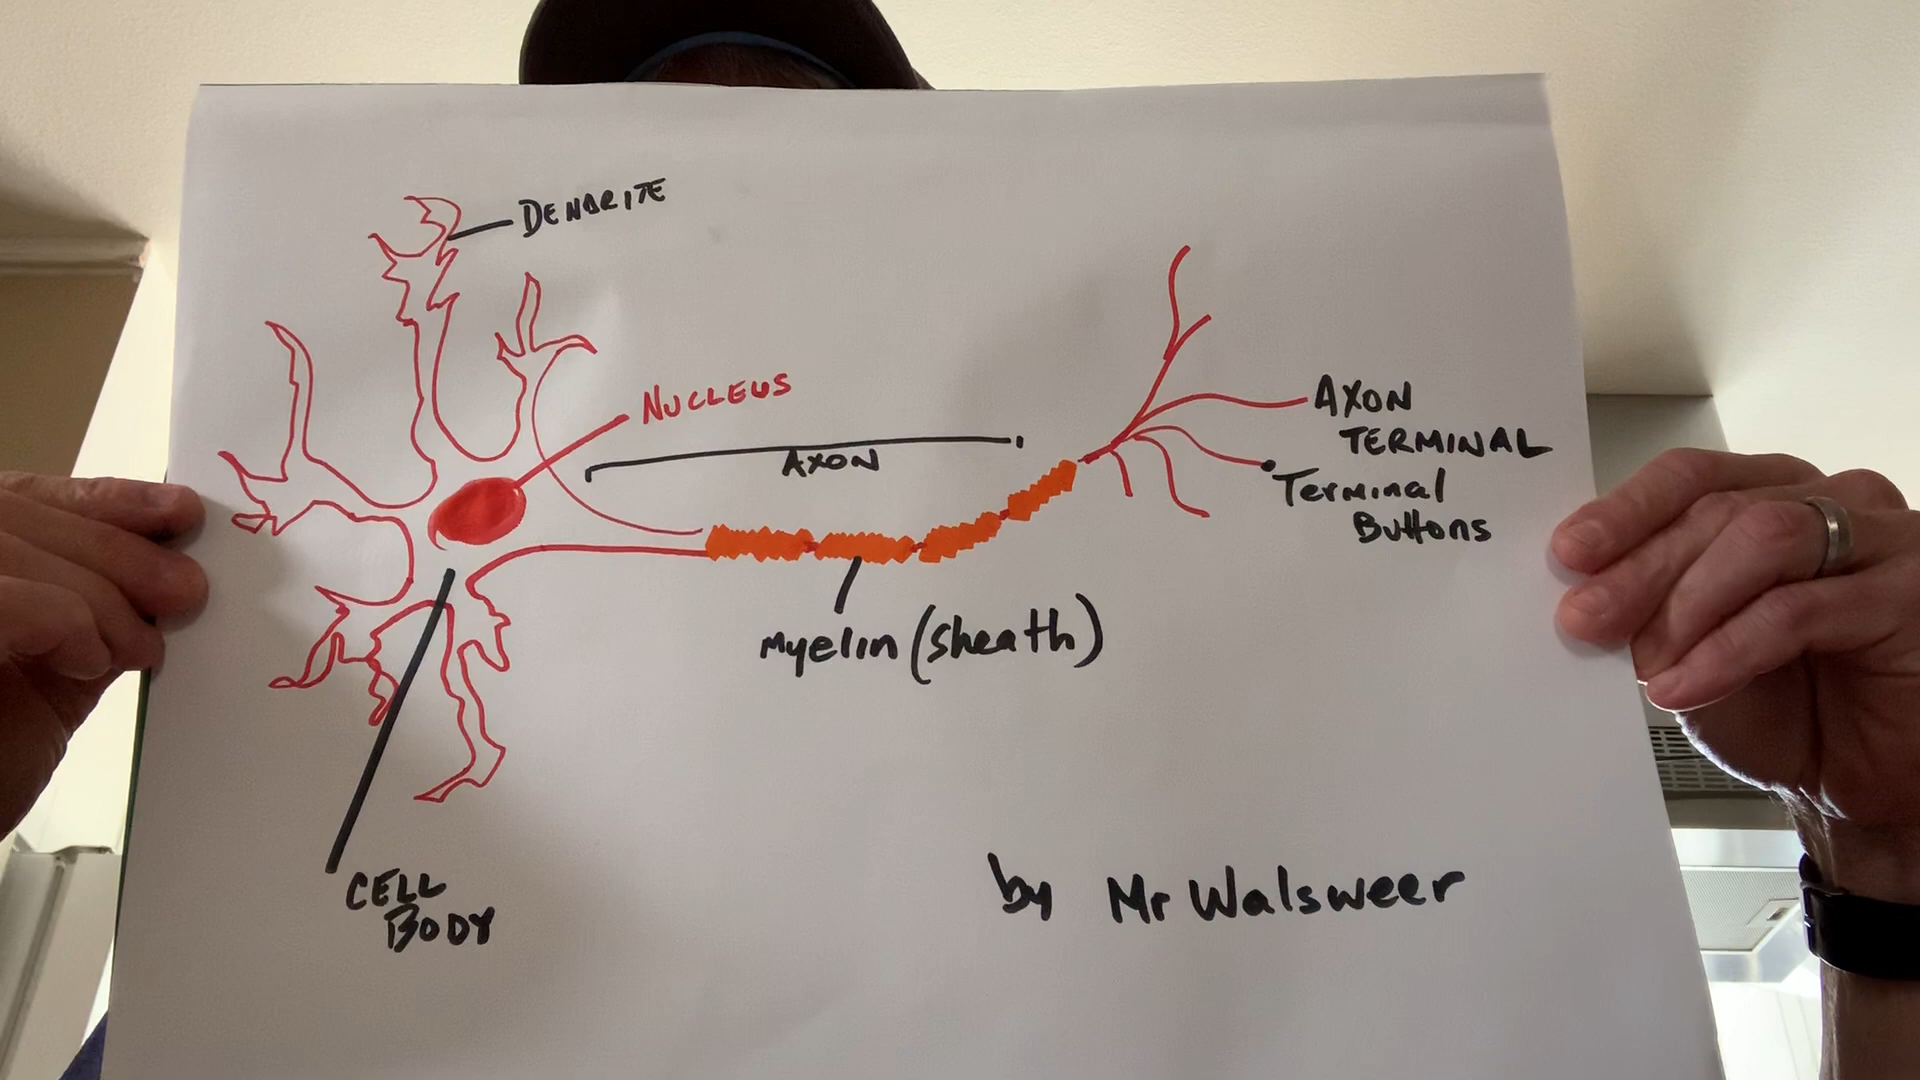 DENDRITE
NUCLEUS
AXON
AXON
TERMINAL
Terminal
Buttons
Myelin (sheath)
CELL
BODY
by Mr Walsweer